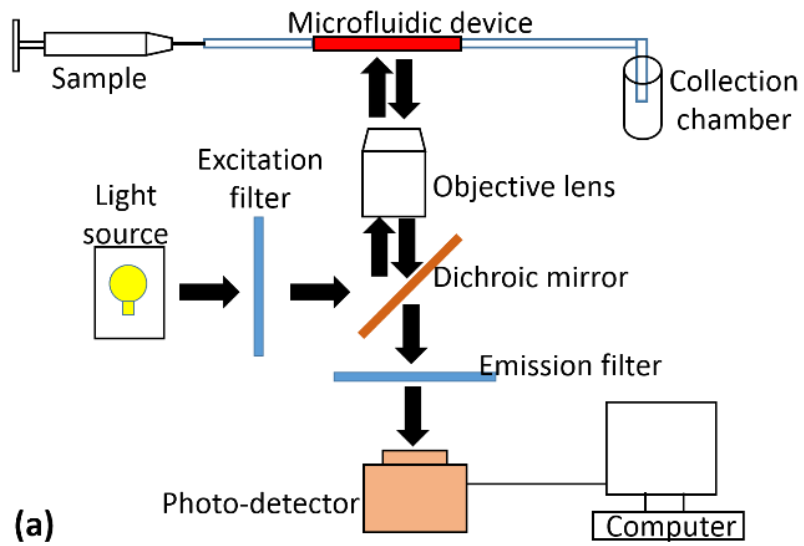 Microfluidic device
Sample
Collection
chamber
Excitation
filter
Objective lens
Light
source
Dichroic mirror
Emission filter
Photo-detector
Computer
(a)